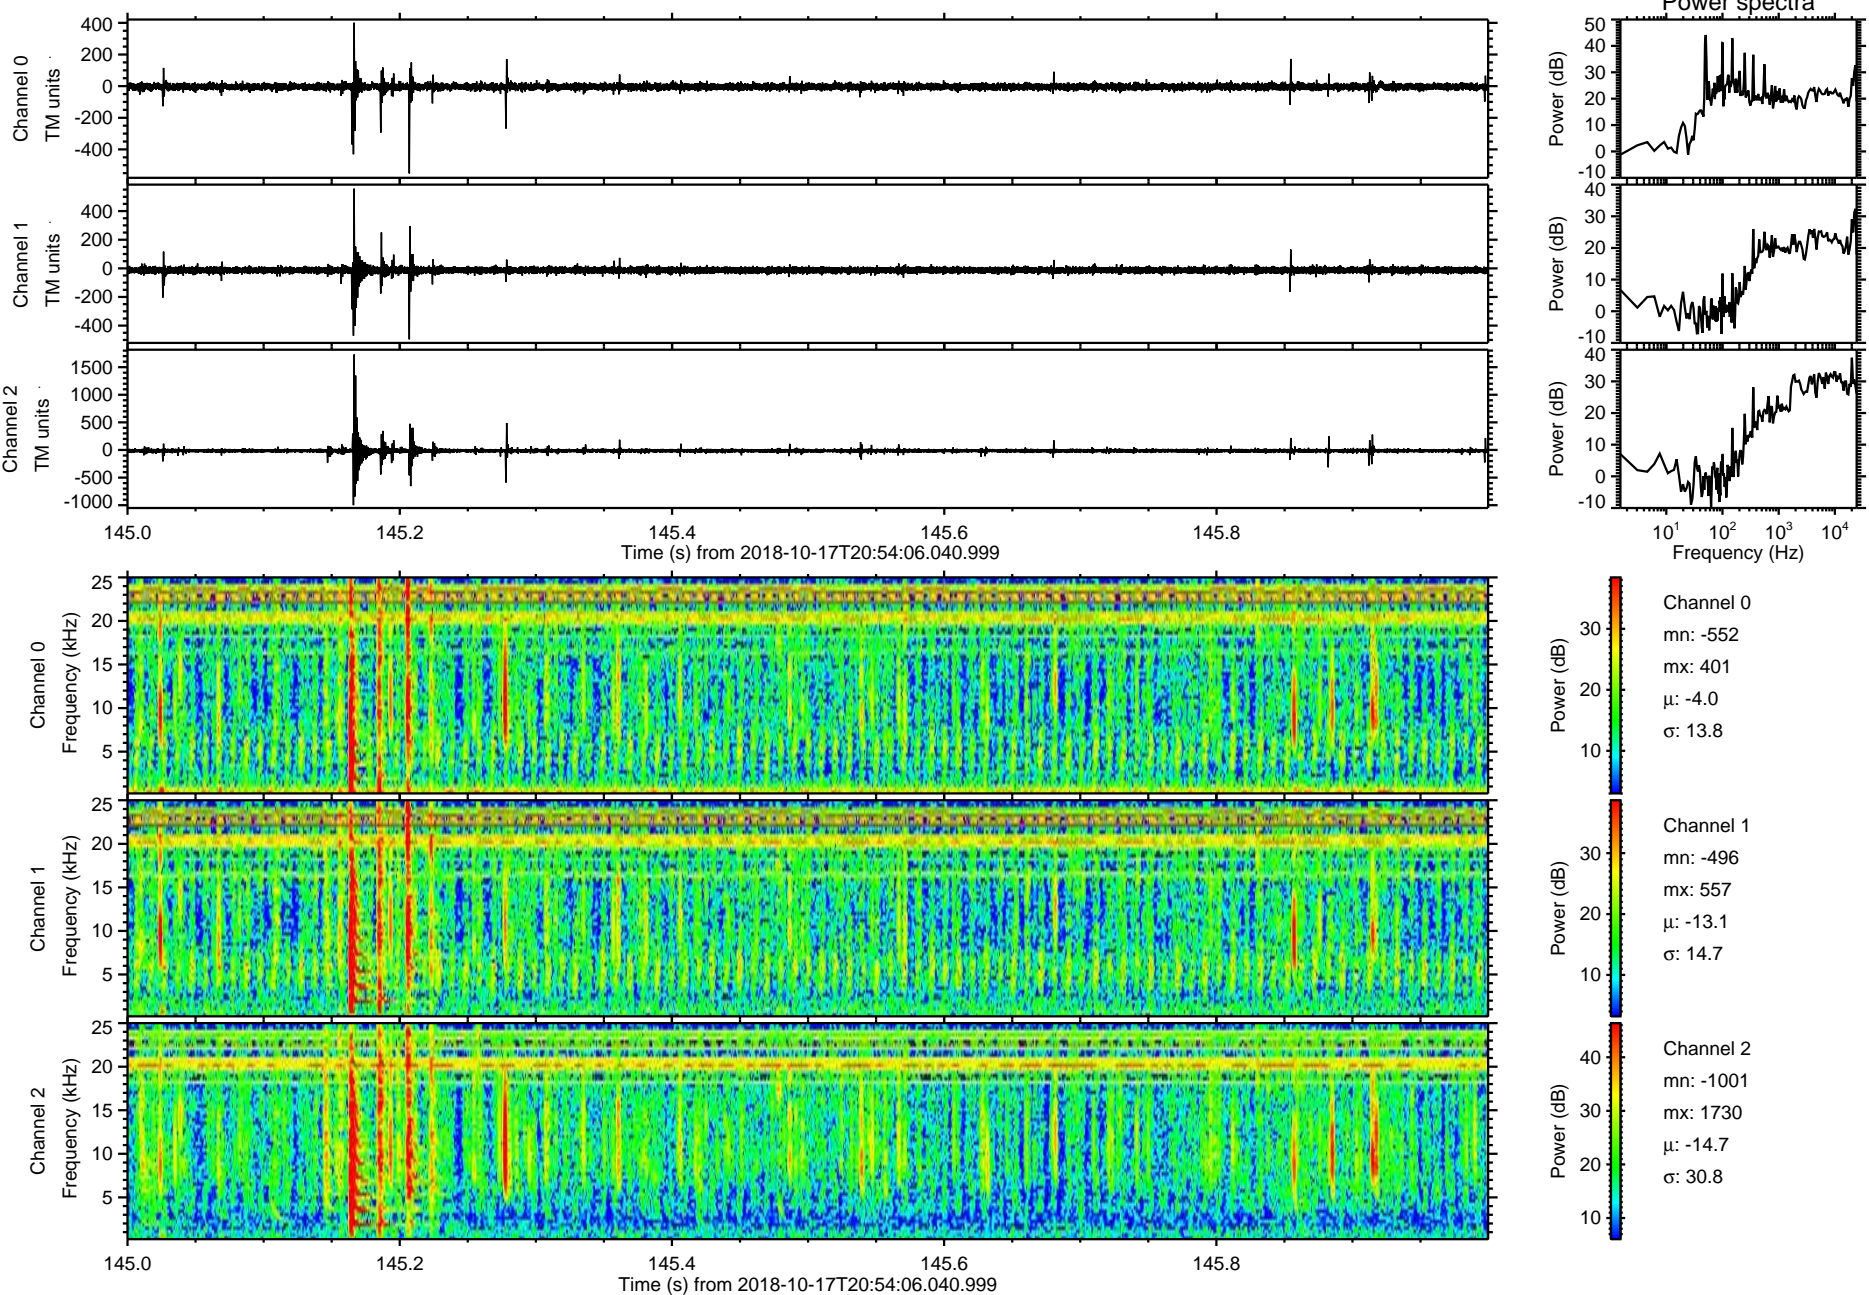 Power spectra
Channel 0
TM units
400
200
0
-200
-400
Power (dB)
50
40
30
20
10
0
-10
Channel 1
TM units
400
200
0
-200
-400
Power (dB)
40
30
20
10
0
-10
Channel 2
TM units
1500
1000
500
0
-500
-1000
Power (dB)
40
30
20
10
0
-10
145.0 145.2 145.4 145.6 145.8
Time (s) from 2018-10-17T20:54:06.040.999
10^1 10^2 10^3 10^4
Frequency (Hz)
Channel 0
Frequency (kHz)
25
20
15
10
5
Power (dB)
30
20
10
Channel 0
mn: -552
mx: 401
μ: -4.0
σ: 13.8
Channel 1
Frequency (kHz)
25
20
15
10
5
Power (dB)
30
20
10
Channel 1
mn: -496
mx: 557
μ: -13.1
σ: 14.7
Channel 2
Frequency (kHz)
25
20
15
10
5
Power (dB)
40
30
20
10
Channel 2
mn: -1001
mx: 1730
μ: -14.7
σ: 30.8
145.0 145.2 145.4 145.6 145.8
Time (s) from 2018-10-17T20:54:06.040.999